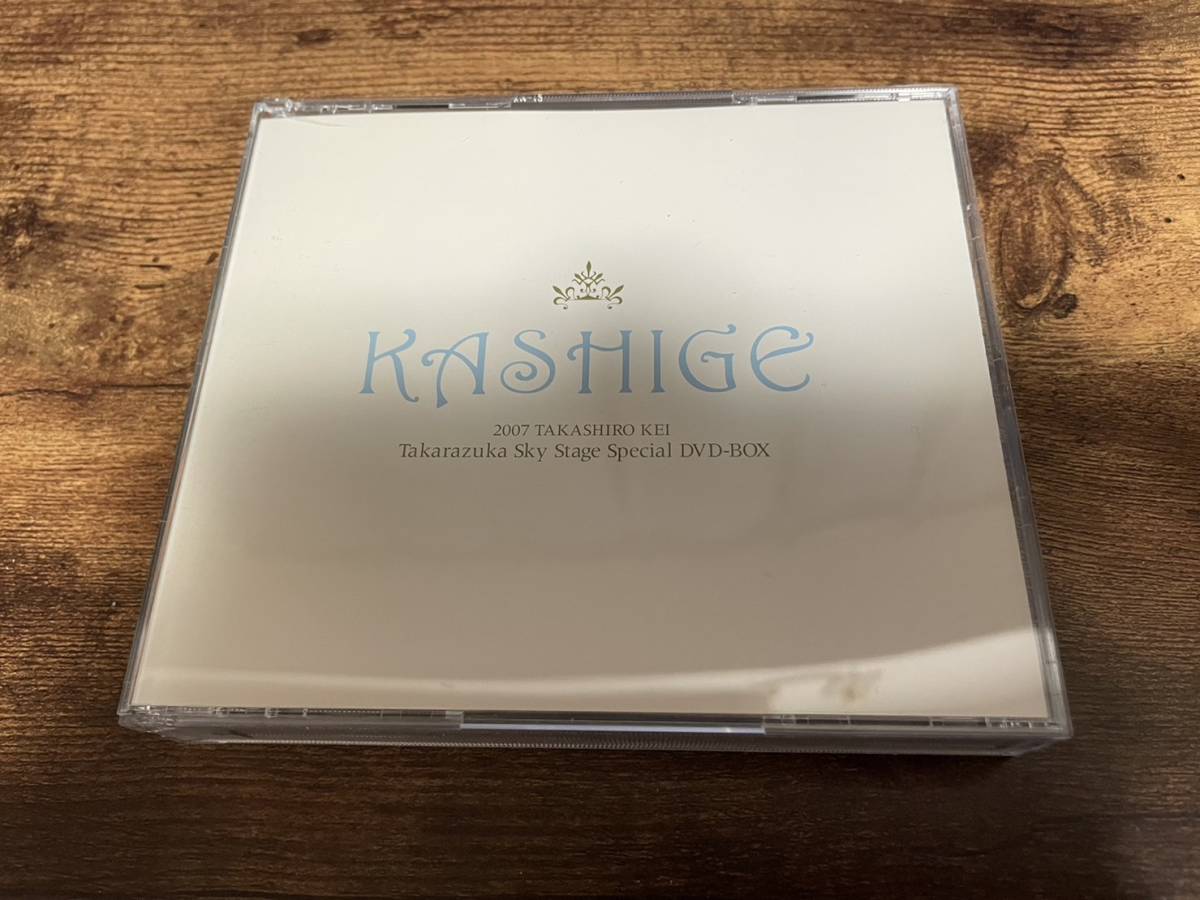 KASHIGE
2007 TAKASHIRO KEI
Takarazuka Sky Stage Special DVD-BOX